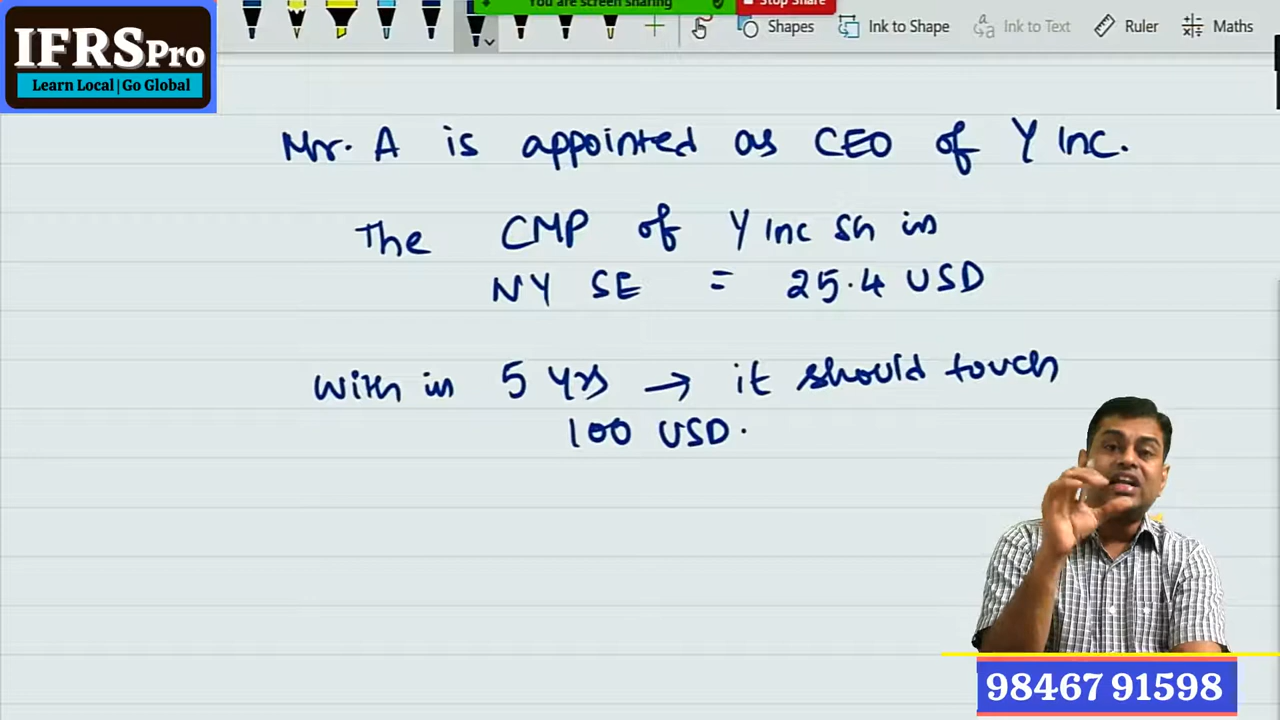 You are screen sharing
Stop Share
IFRSPro
Learn Local|Go Global
Shapes
Ink to Shape
Ink to Text
Ruler
Maths
Mr. A is appointed as CEO of Y Inc.
The CMP of Y Inc sh in
NY SE = 25.4 USD
With in 5 yrs → it should touch
100 USD.
98467 91598